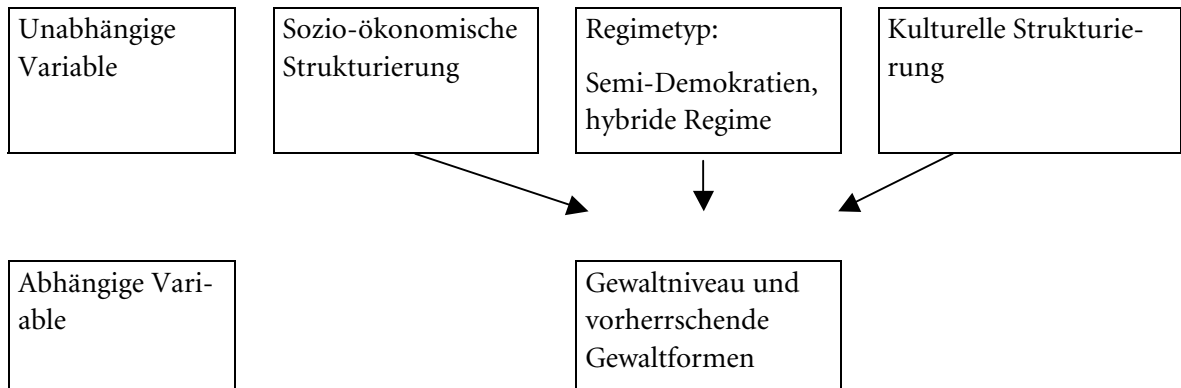 Unabhängige
Variable
Sozio-ökonomische
Strukturierung
Regimetyp:
Semi-Demokratien,
hybride Regime
Kulturelle Strukturie-
rung
Abhängige Vari-
able
Gewaltniveau und
vorherrschende
Gewaltformen